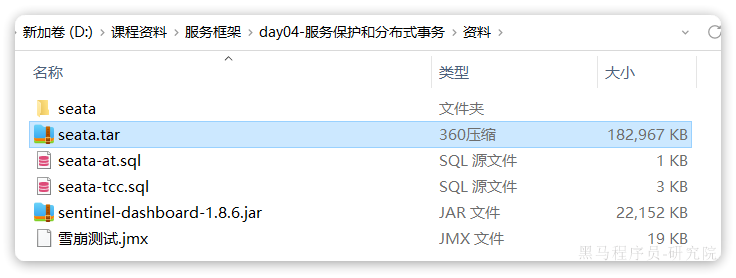 新加卷 (D:) › 课程资料 › 服务框架 › day04-服务保护和分布式事务 › 资料 ›
名称 类型 大小
seata 文件夹
seata.tar 360压缩 182,967 KB
seata-at.sql SQL 源文件 1 KB
seata-tcc.sql SQL 源文件 3 KB
sentinel-dashboard-1.8.6.jar JAR 文件 22,152 KB
雪崩测试.jmx JMX 文件 19 KB
黑马程序员-研究院